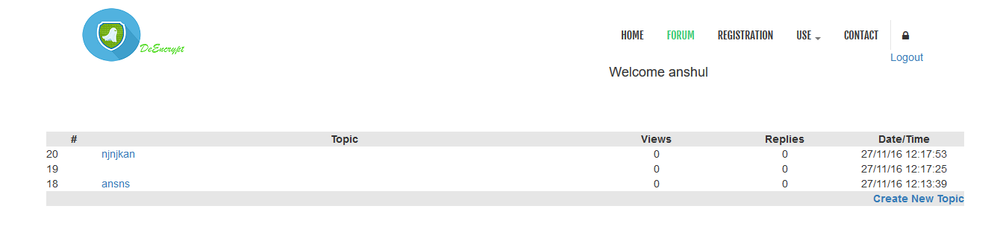 DeEncrypt
HOME FORUM REGISTRATION USE CONTACT
Logout
Welcome anshul
# Topic Views Replies Date/Time
20 njnjkan 0 0 27/11/16 12:17:53
19 0 0 27/11/16 12:17:25
18 ansns 0 0 27/11/16 12:13:39
Create New Topic